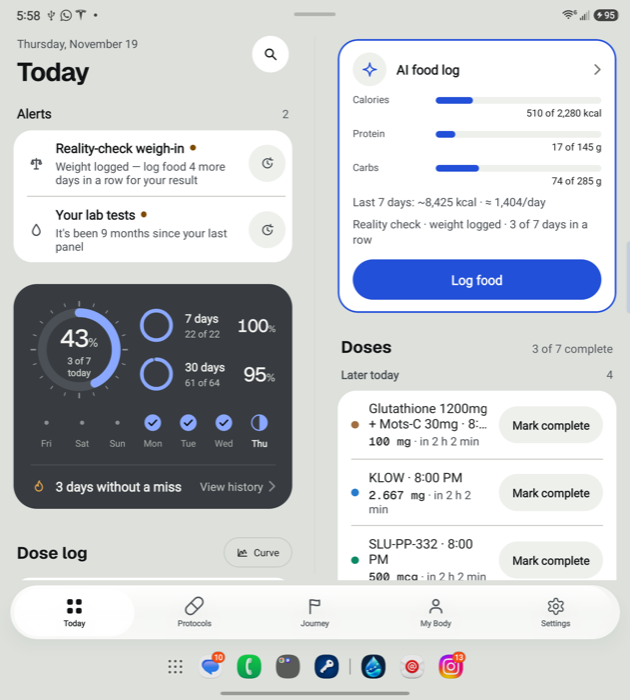 5:58
95
Thursday, November 19
Today
Alerts
2
Reality-check weigh-in
Weight logged — log food 4 more
days in a row for your result
Your lab tests
It's been 9 months since your last
panel
43%
3 of 7
today
7 days
22 of 22
100%
30 days
61 of 64
95%
Fri Sat Sun Mon Tue Wed Thu
3 days without a miss
View history
Dose log
Curve
AI food log
Calories
510 of 2,280 kcal
Protein
17 of 145 g
Carbs
74 of 285 g
Last 7 days: ~8,425 kcal · ≈ 1,404/day
Reality check · weight logged · 3 of 7 days in a
row
Log food
Doses
3 of 7 complete
Later today
4
Glutathione 1200mg
+ Mots-C 30mg · 8:...
100 mg · in 2 h 2 min
Mark complete
KLOW · 8:00 PM
2.667 mg · in 2 h 2
min
Mark complete
SLU-PP-332 · 8:00
PM
500 mcg · in 2 h 2 min
Mark complete
Today
Protocols
Journey
My Body
Settings
10
13